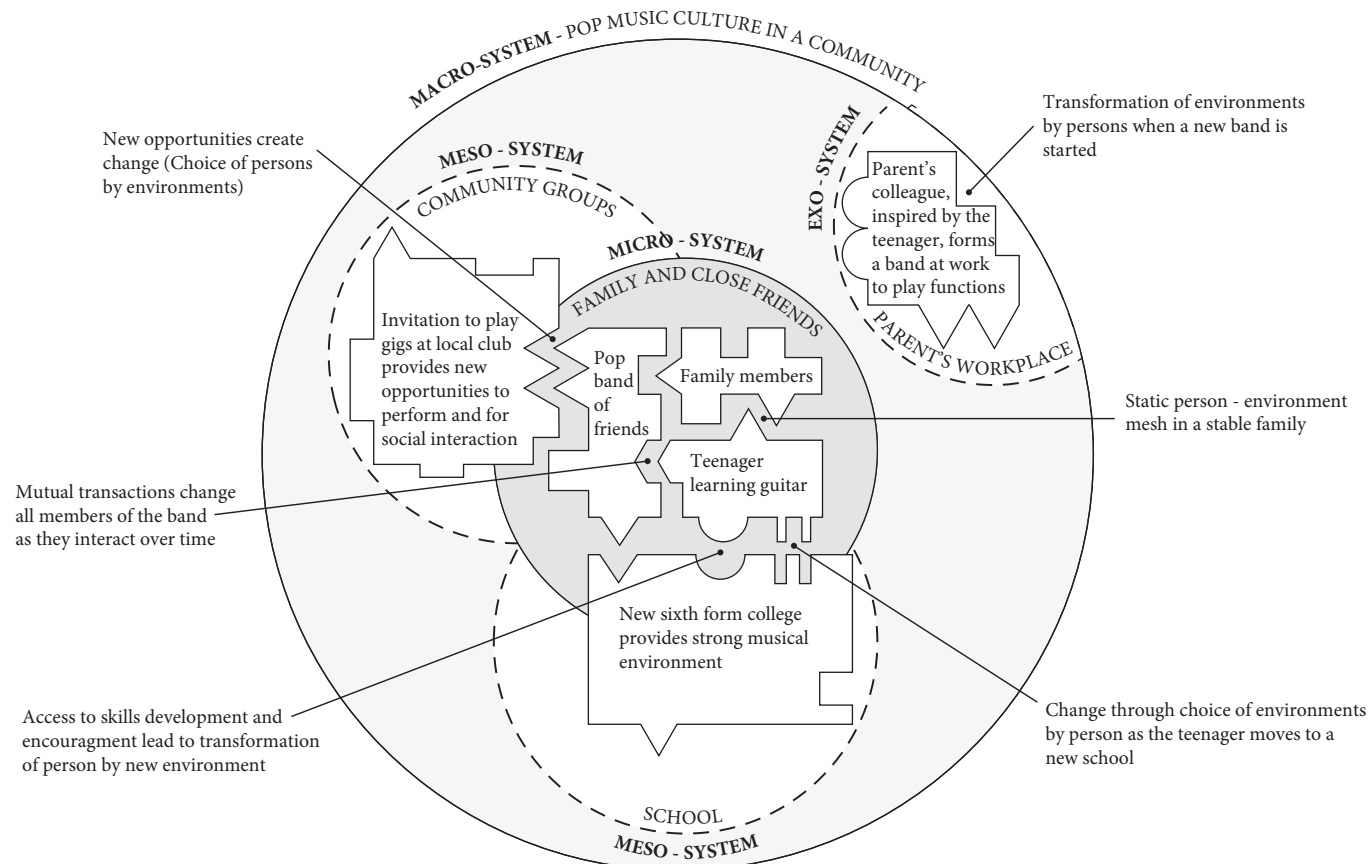 MACRO-SYSTEM - POP MUSIC CULTURE IN A COMMUNITY
New opportunities create
change (Choice of persons
by environments)
MESO - SYSTEM
COMMUNITY GROUPS
EXO - SYSTEM
Transformation of environments
by persons when a new band is
started
Parent's
colleague,
inspired by the
teenager, forms
a band at work
to play functions
PARENT'S WORKPLACE
MICRO - SYSTEM
FAMILY AND CLOSE FRIENDS
Invitation to play
gigs at local club
provides new
opportunities to
perform and for
social interaction
Pop
band
of
friends
Family members
Static person - environment
mesh in a stable family
Teenager
learning guitar
Mutual transactions change
all members of the band
as they interact over time
New sixth form college
provides strong musical
environment
Access to skills development and
encouragment lead to transformation
of person by new environment
Change through choice of environments
by person as the teenager moves to a
new school
SCHOOL
MESO - SYSTEM